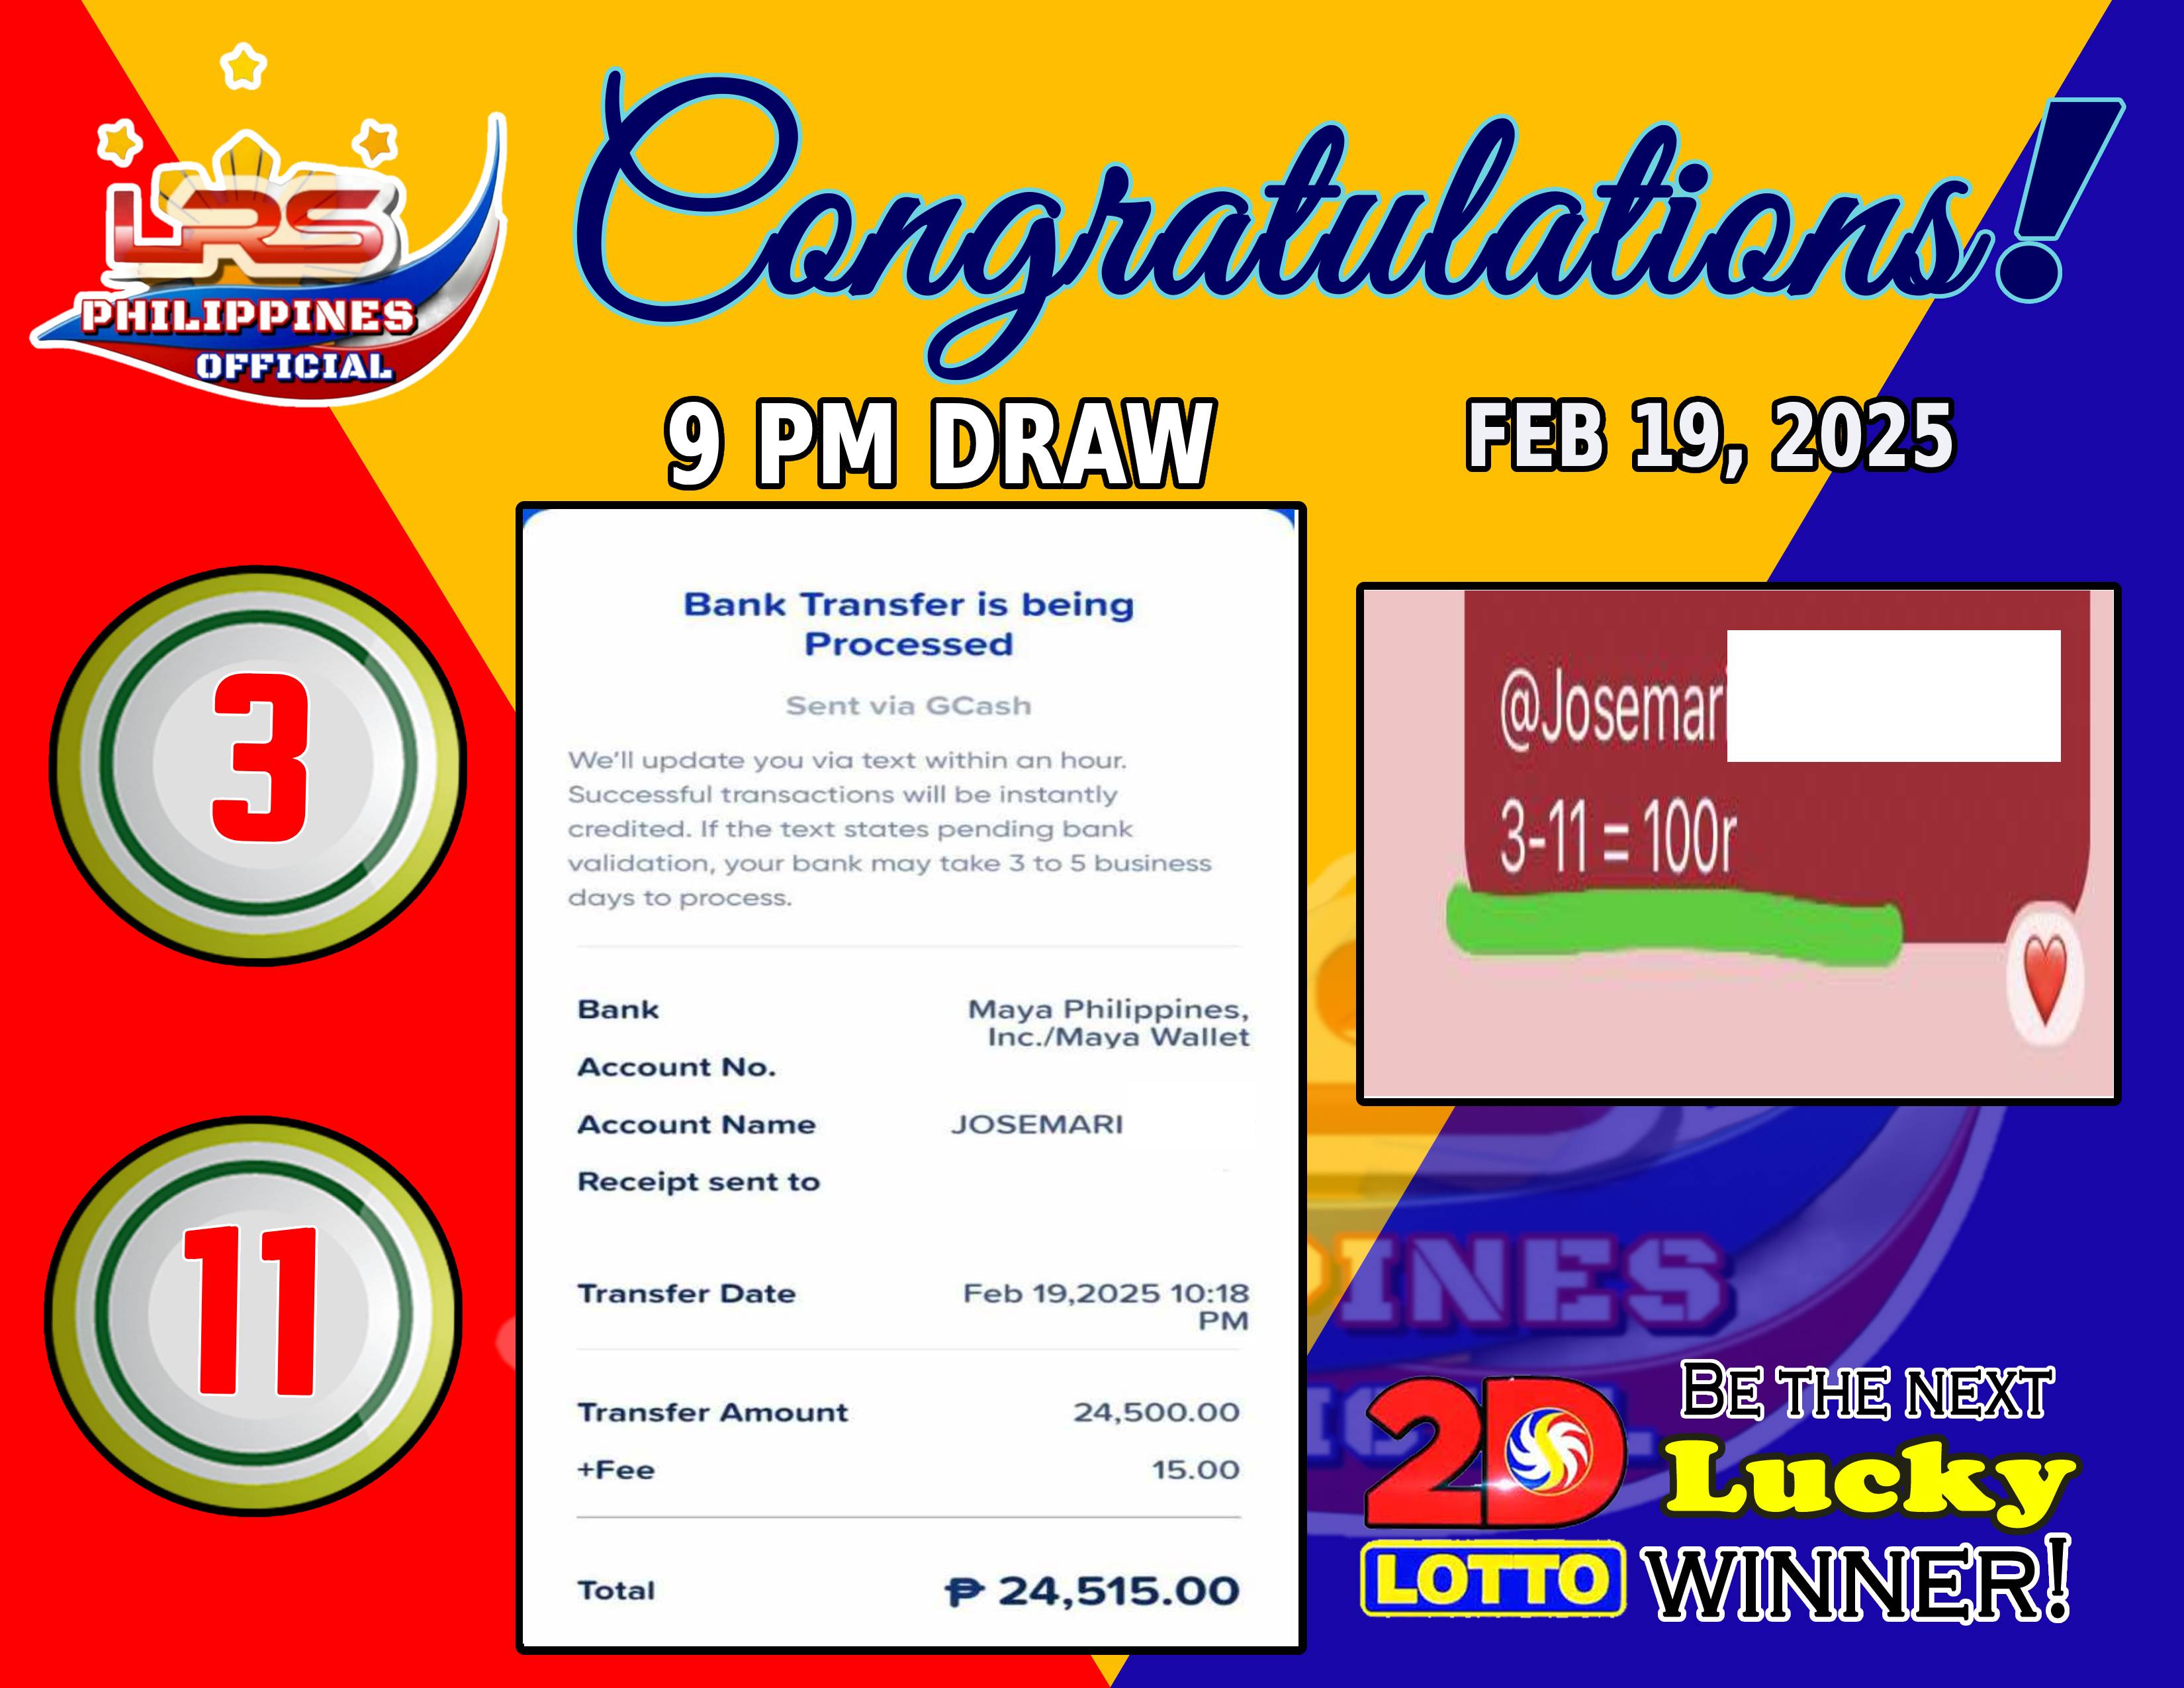 LRS
PHILIPPINES
OFFICIAL
Congratulations!
9 PM DRAW
FEB 19, 2025
3
11
Bank Transfer is being
Processed
Sent via GCash
We'll update you via text within an hour.
Successful transactions will be instantly
credited. If the text states pending bank
validation, your bank may take 3 to 5 business
days to process.
Bank Maya Philippines,
Inc./Maya Wallet
Account No.
Account Name JOSEMARI
Receipt sent to
Transfer Date Feb 19,2025 10:18
PM
Transfer Amount 24,500.00
+Fee 15.00
Total ₱ 24,515.00
@Josemari
3-11 = 100r
PINES
2D
LOTTO
BE THE NEXT
Lucky
WINNER!